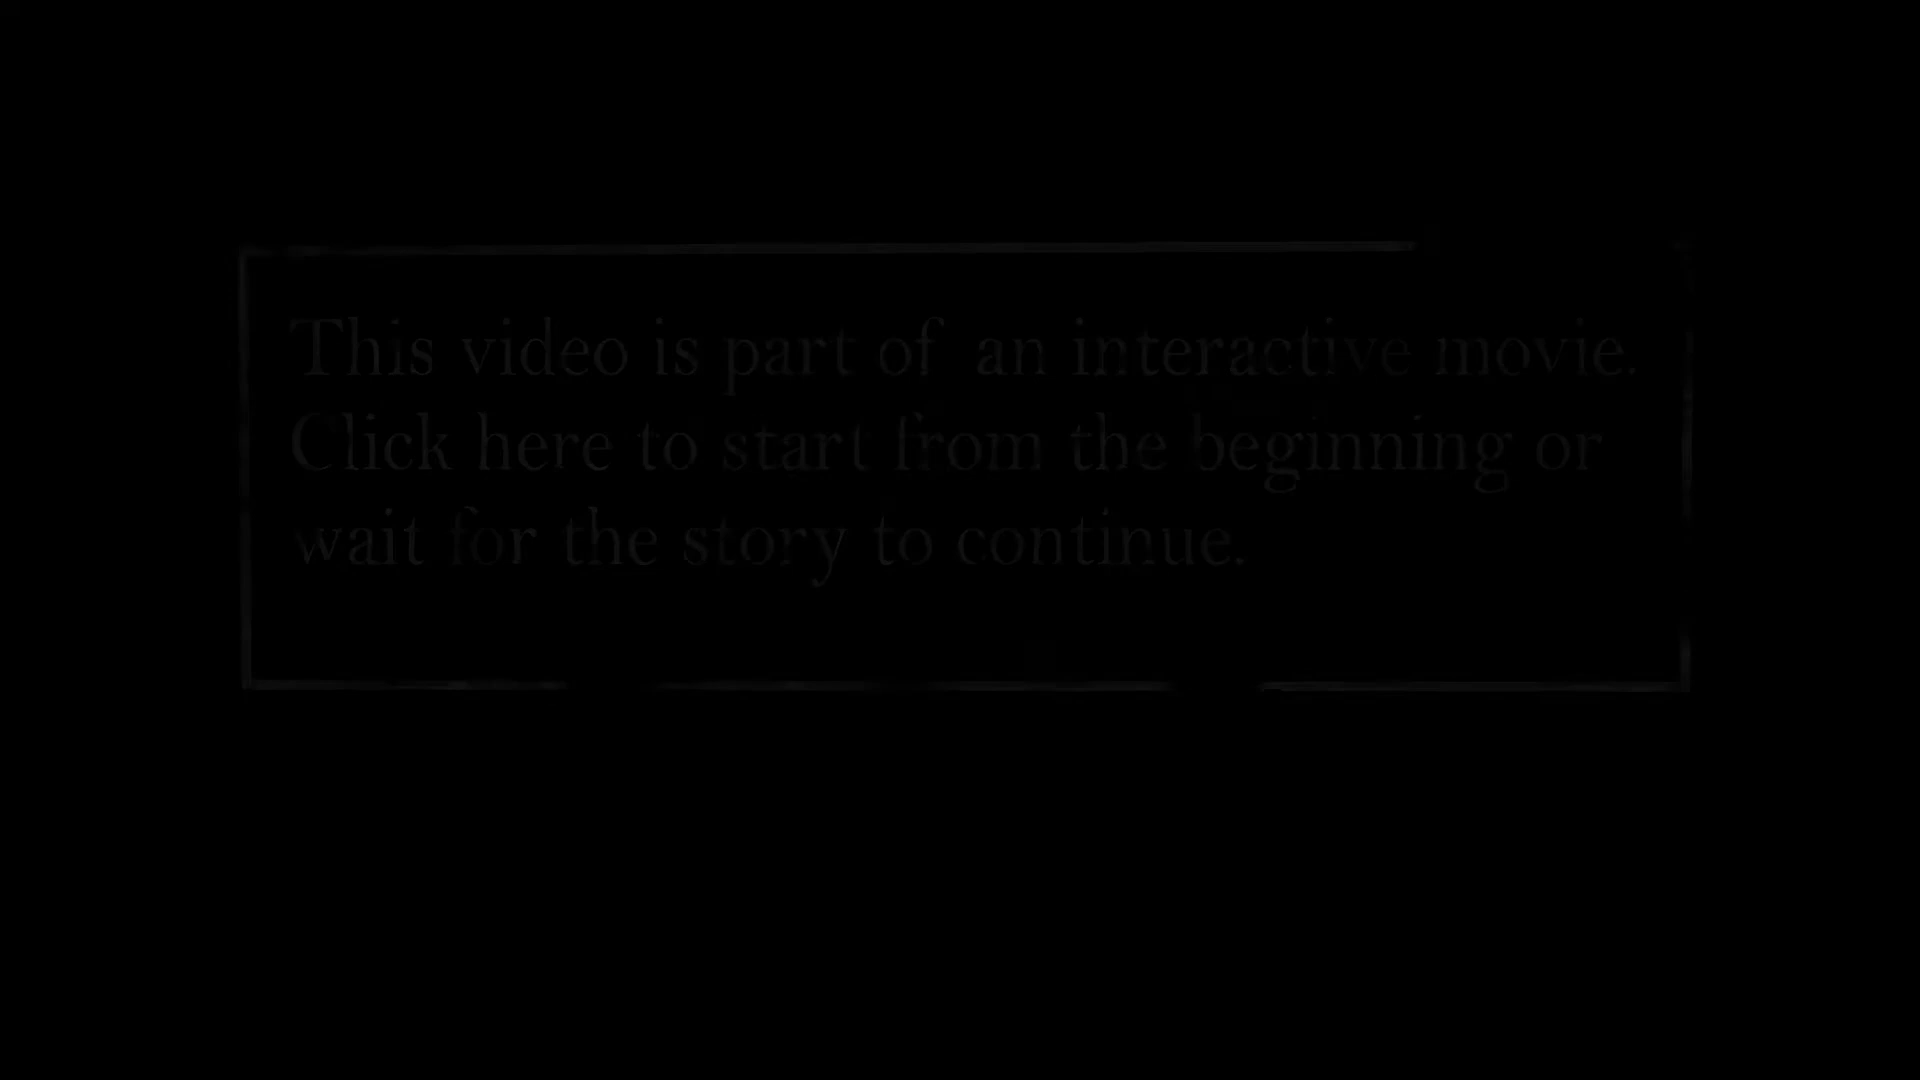 This video is part of an interactive movie.
Click here to start from the beginning or
wait for the story to continue.